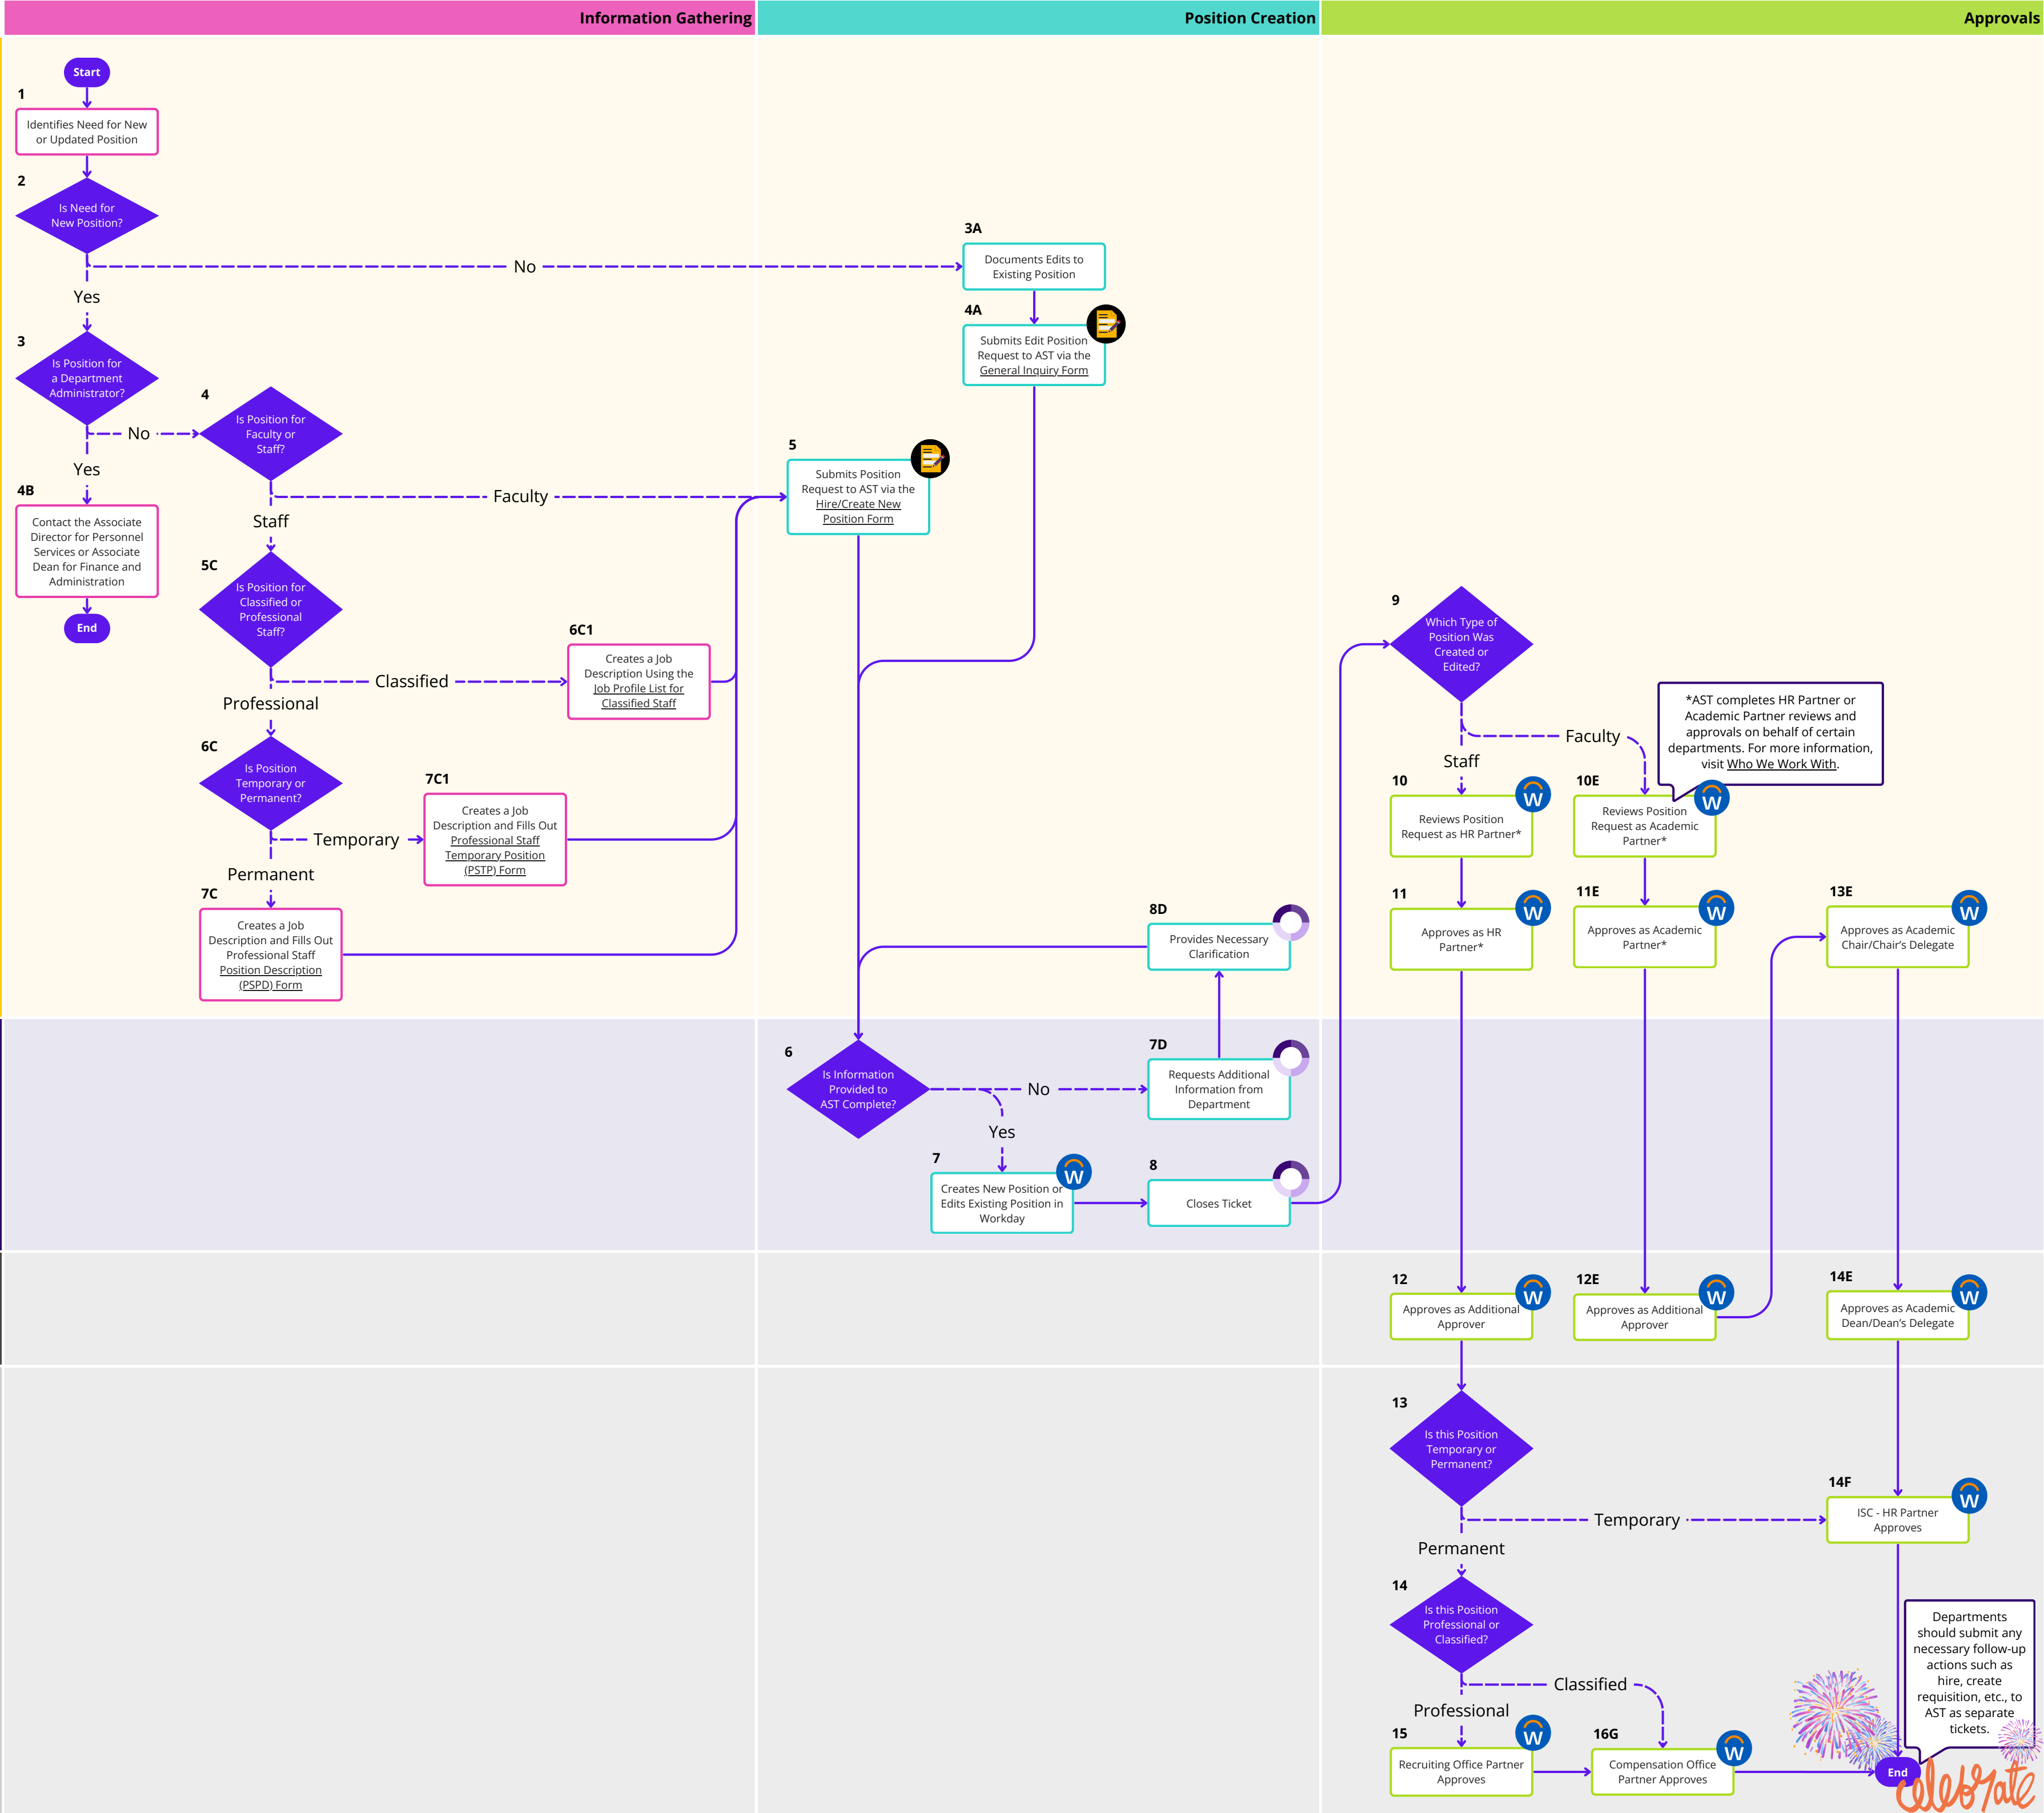 Information Gathering
Position Creation
Approvals
Start
1
Identifies Need for New
or Updated Position
2
Is Need for
New Position?
No
Yes
3A
Documents Edits to
Existing Position
4A
Submits Edit Position
Request to AST via the
General Inquiry Form
3
Is Position for
a Department
Administrator?
No
Yes
4
Is Position for
Faculty or
Staff?
Faculty
Staff
4B
Contact the Associate
Director for Personnel
Services or Associate
Dean for Finance and
Administration
End
5
Submits Position
Request to AST via the
Hire/Create New
Position Form
5C
Is Position for
Classified or
Professional
Staff?
Classified
Professional
6C1
Creates a Job
Description Using the
Job Profile List for
Classified Staff
6C
Is Position
Temporary or
Permanent?
Temporary
Permanent
7C1
Creates a Job
Description and Fills Out
Professional Staff
Temporary Position
(PSTP) Form
7C
Creates a Job
Description and Fills Out
Professional Staff
Position Description
(PSPD) Form
8D
Provides Necessary
Clarification
6
Is Information
Provided to
AST Complete?
No
Yes
7D
Requests Additional
Information from
Department
7
Creates New Position or
Edits Existing Position in
Workday
W
8
Closes Ticket
9
Which Type of
Position Was
Created or
Edited?
Faculty
Staff
*AST completes HR Partner or
Academic Partner reviews and
approvals on behalf of certain
departments. For more information,
visit Who We Work With.
10
Reviews Position
Request as HR Partner*
W
10E
Reviews Position
Request as Academic
Partner*
W
11
Approves as HR
Partner*
W
11E
Approves as Academic
Partner*
W
13E
Approves as Academic
Chair/Chair's Delegate
W
12
Approves as Additional
Approver
W
12E
Approves as Additional
Approver
W
14E
Approves as Academic
Dean/Dean's Delegate
W
13
Is this Position
Temporary or
Permanent?
Temporary
Permanent
14F
ISC - HR Partner
Approves
W
14
Is this Position
Professional or
Classified?
Classified
Professional
15
Recruiting Office Partner
Approves
W
16G
Compensation Office
Partner Approves
W
Departments
should submit any
necessary follow-up
actions such as
hire, create
requisition, etc., to
AST as separate
tickets.
End
celebrate